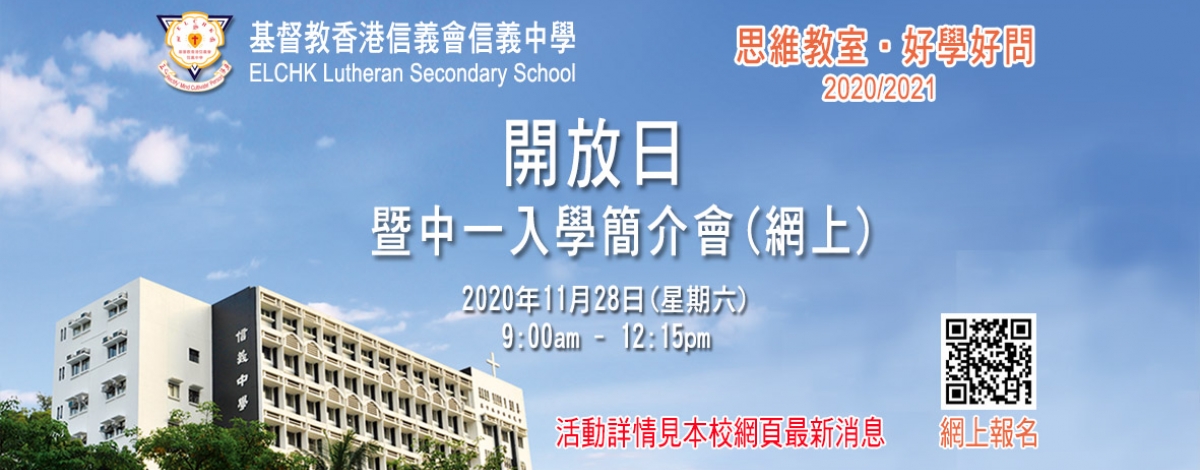 基督教香港信義會信義中學
ELCHK Lutheran Secondary School
思維教室·好學好問
2020/2021
開放日
暨中一入學簡介會(網上)
2020年11月28日(星期六)
9:00am - 12:15pm
信義中學
活動詳情見本校網頁最新消息
網上報名